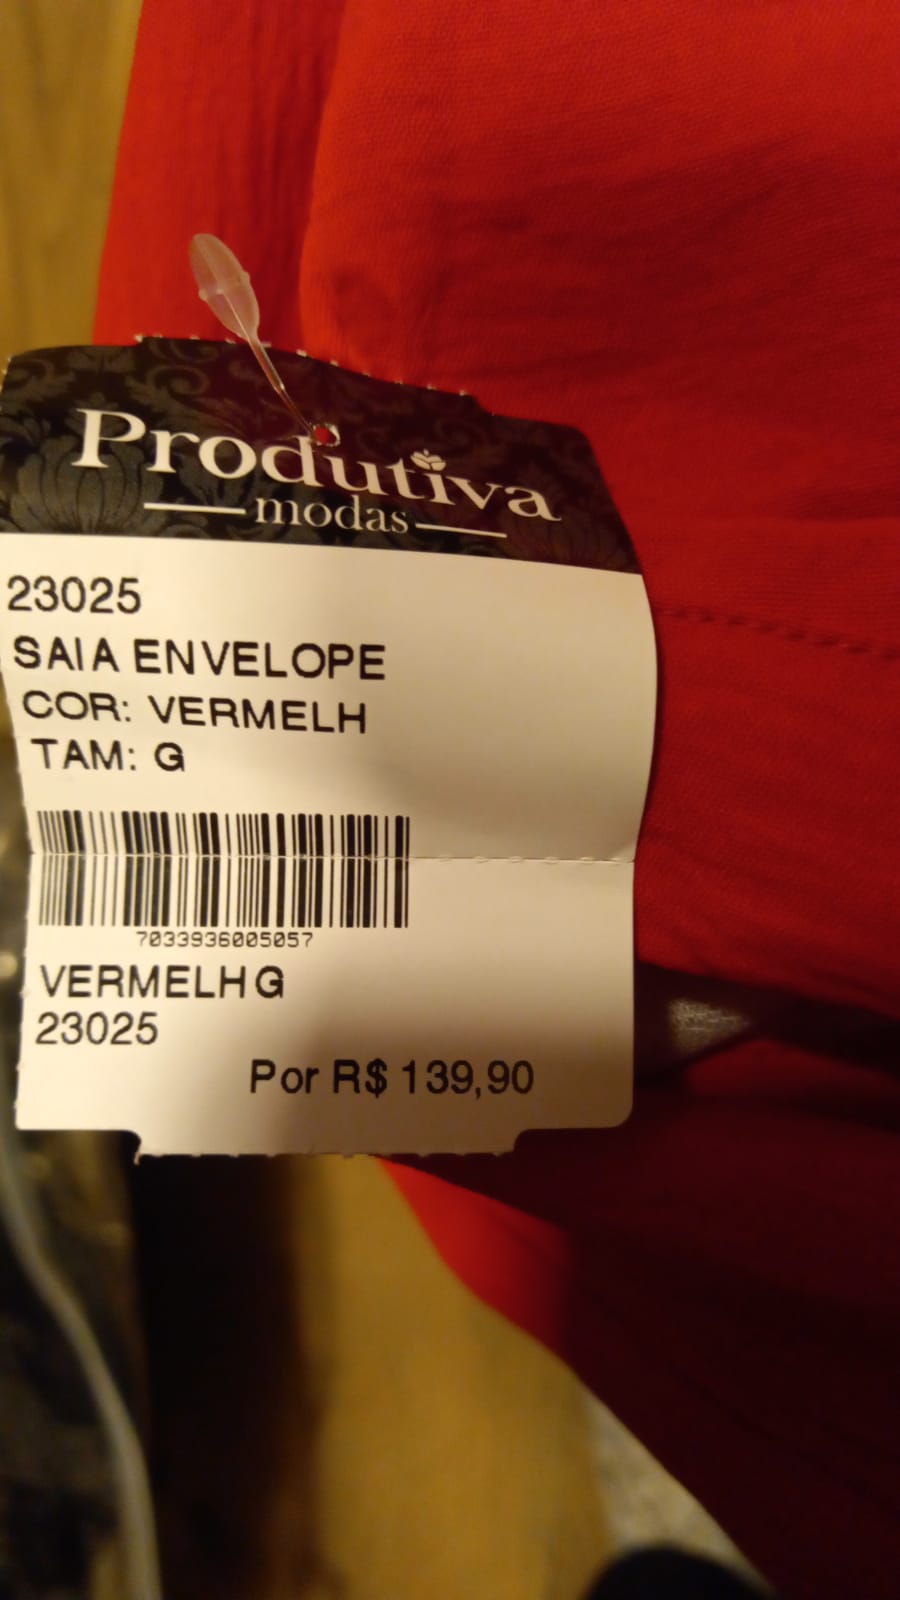 Produtiva
modas
23025
SAIA ENVELOPE
COR: VERMELH
TAM: G
7033936005057
VERMELH G
23025
Por R$ 139,90